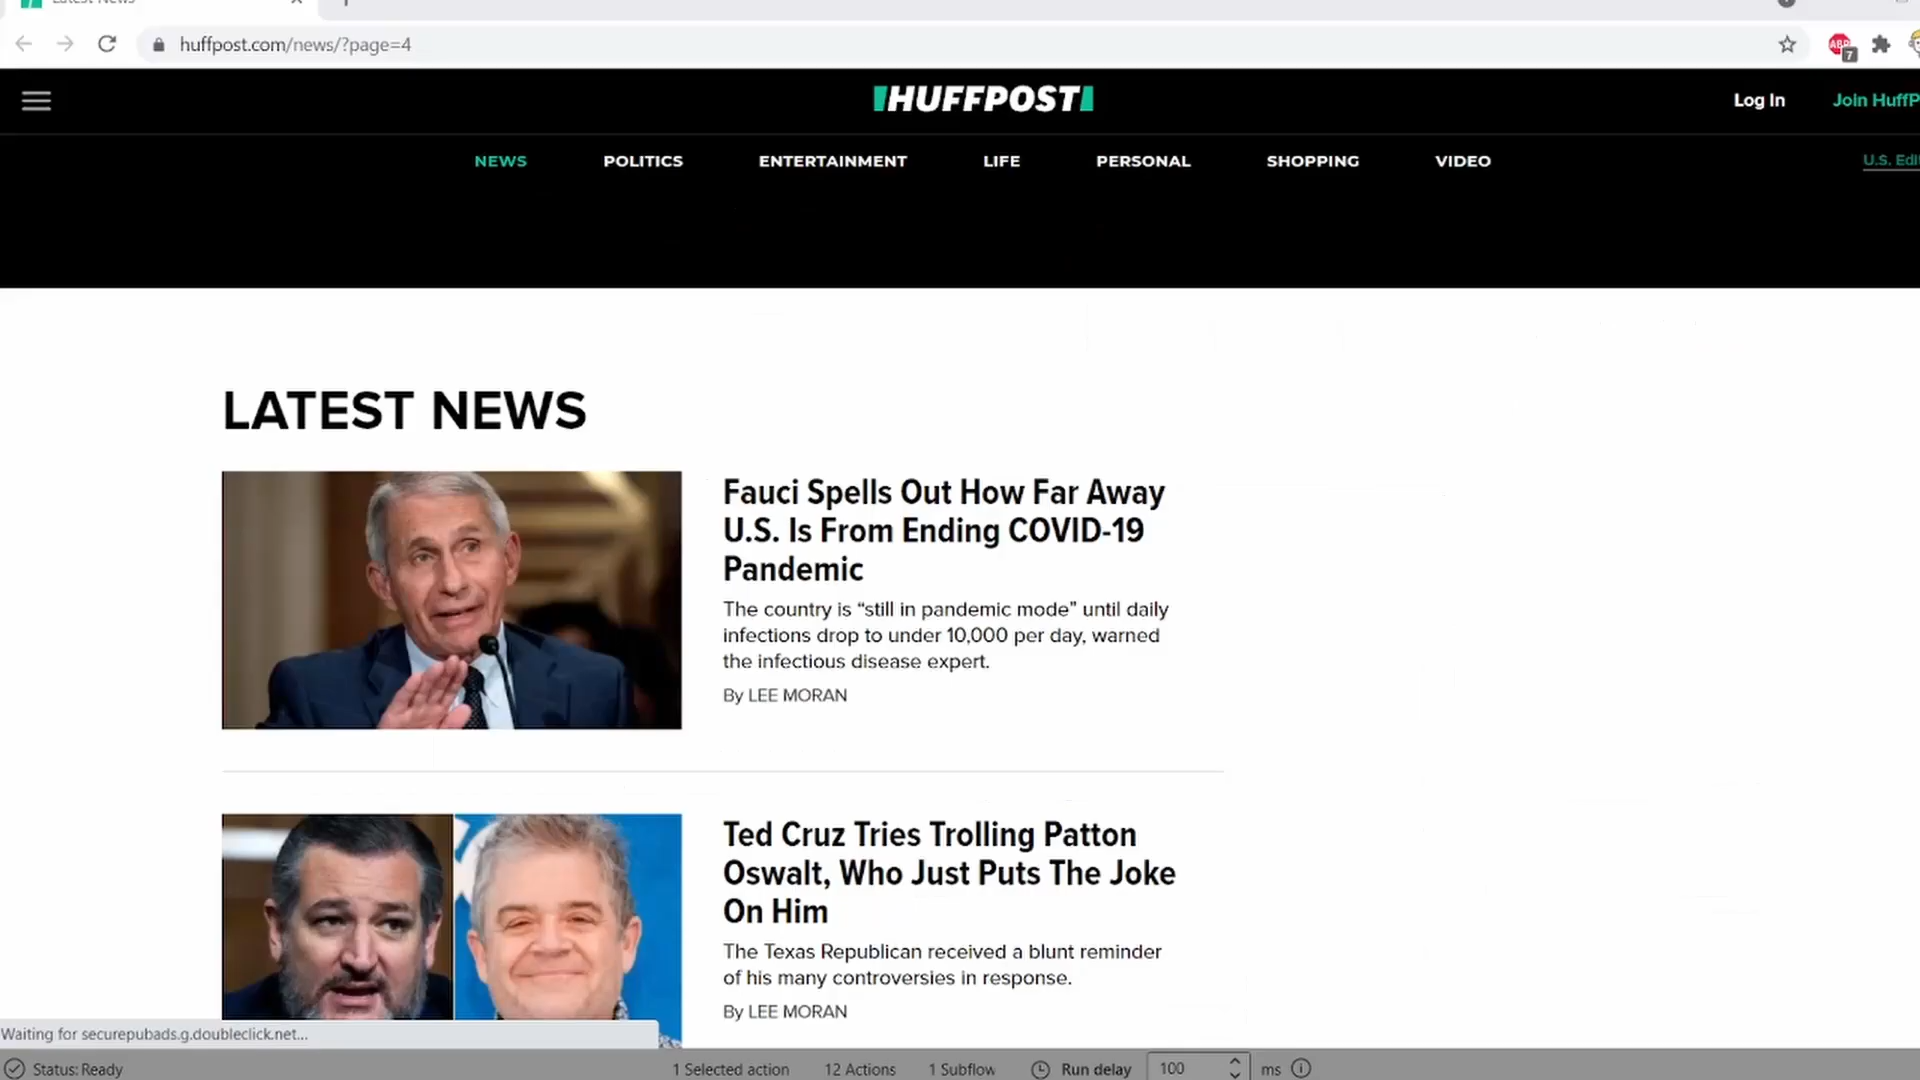 Latest News
huffpost.com/news/?page=4
ABP
7
HUFFPOST
Log In
Join HuffP
NEWS
POLITICS
ENTERTAINMENT
LIFE
PERSONAL
SHOPPING
VIDEO
U.S. Edi
LATEST NEWS
Fauci Spells Out How Far Away
U.S. Is From Ending COVID-19
Pandemic
The country is “still in pandemic mode” until daily
infections drop to under 10,000 per day, warned
the infectious disease expert.
By LEE MORAN
Ted Cruz Tries Trolling Patton
Oswalt, Who Just Puts The Joke
On Him
The Texas Republican received a blunt reminder
of his many controversies in response.
By LEE MORAN
Waiting for securepubads.g.doubleclick.net...
Status: Ready
1 Selected action
12 Actions
1 Subflow
Run delay
100
ms